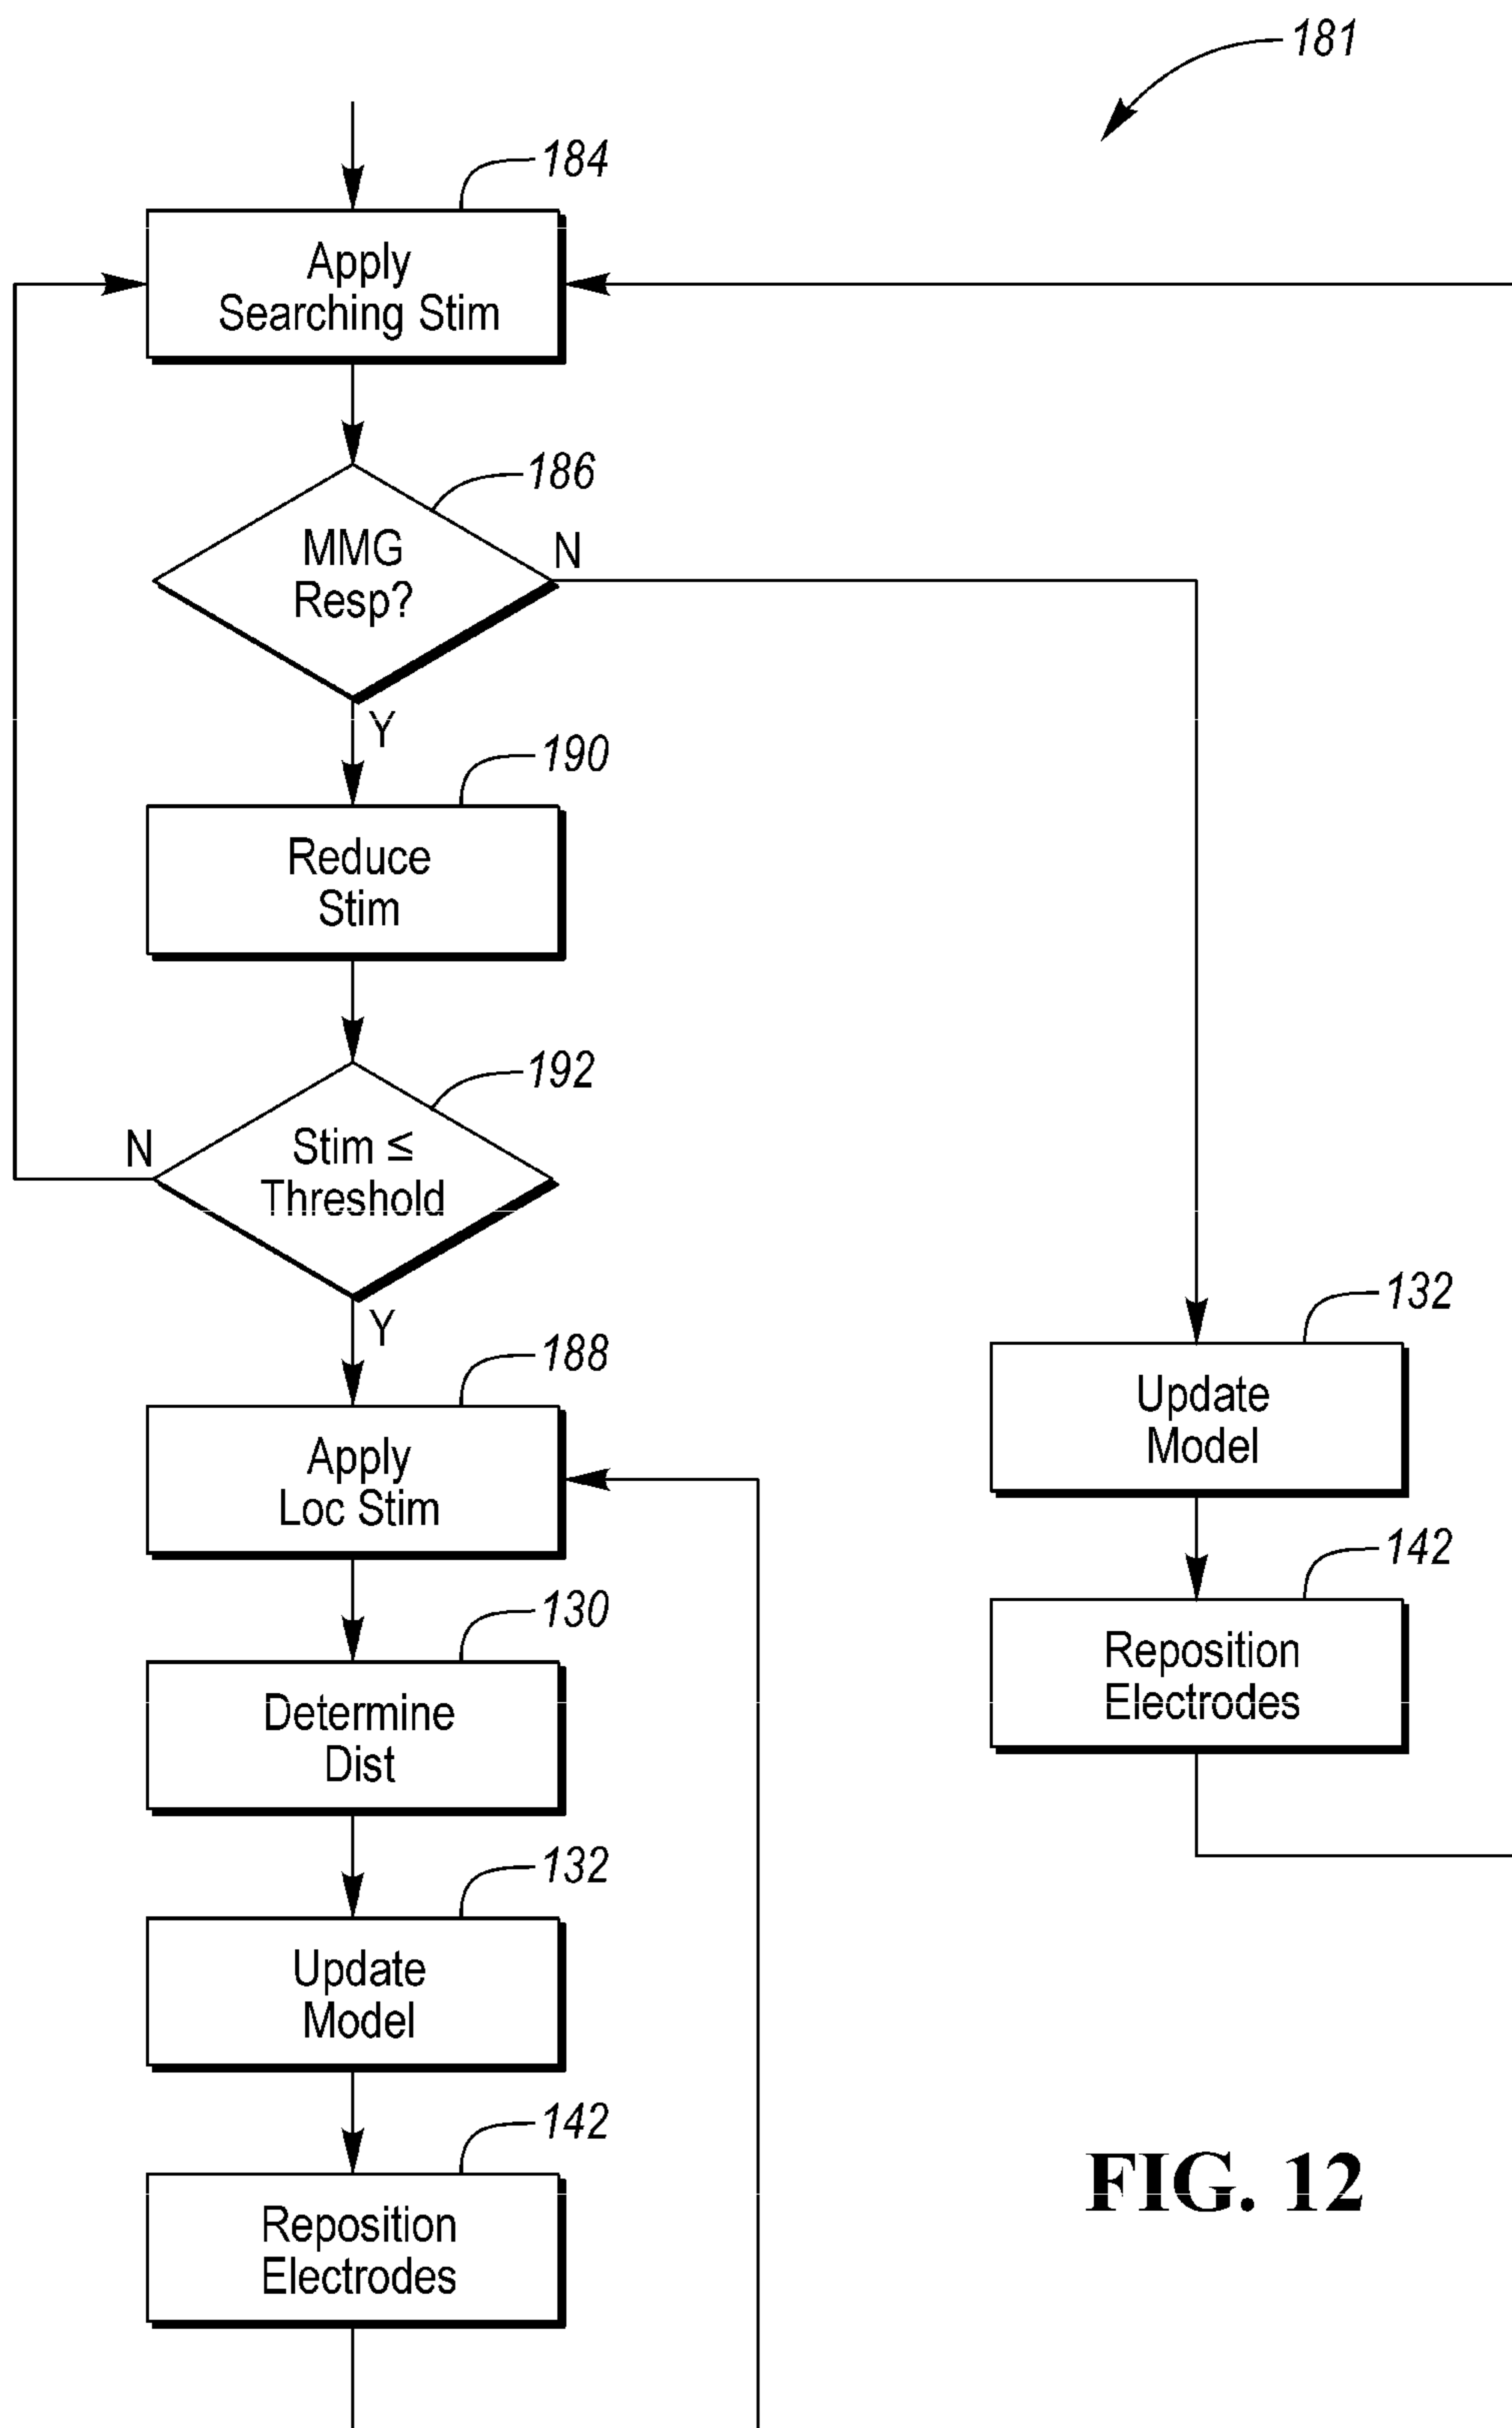 181
184
Apply
Searching Stim
186
MMG
Resp?
N
Y
190
Reduce
Stim
192
Stim ≤
Threshold
N
Y
188
Apply
Loc Stim
130
Determine
Dist
132
Update
Model
142
Reposition
Electrodes
132
Update
Model
142
Reposition
Electrodes
FIG. 12